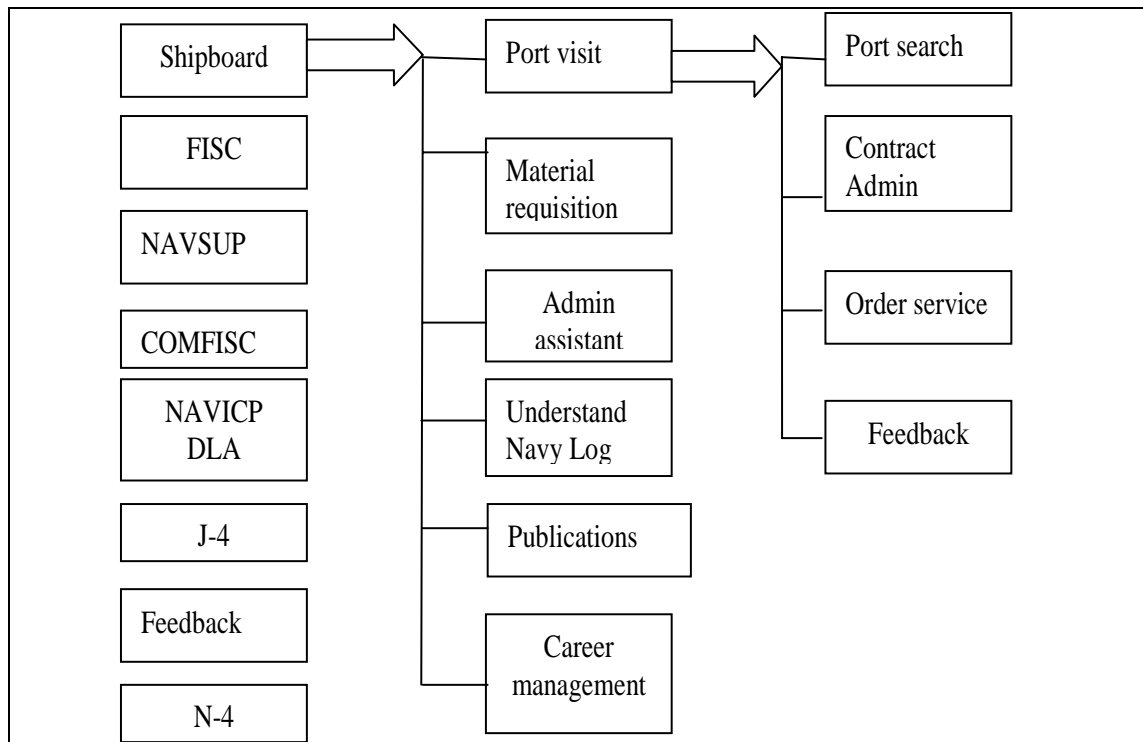 Shipboard
FISC
NAVSUP
COMFISC
NAVICP
DLA
J-4
Feedback
N-4
Port visit
Material
requisition
Admin
assistant
Understand
Navy Log
Publications
Career
management
Port search
Contract
Admin
Order service
Feedback